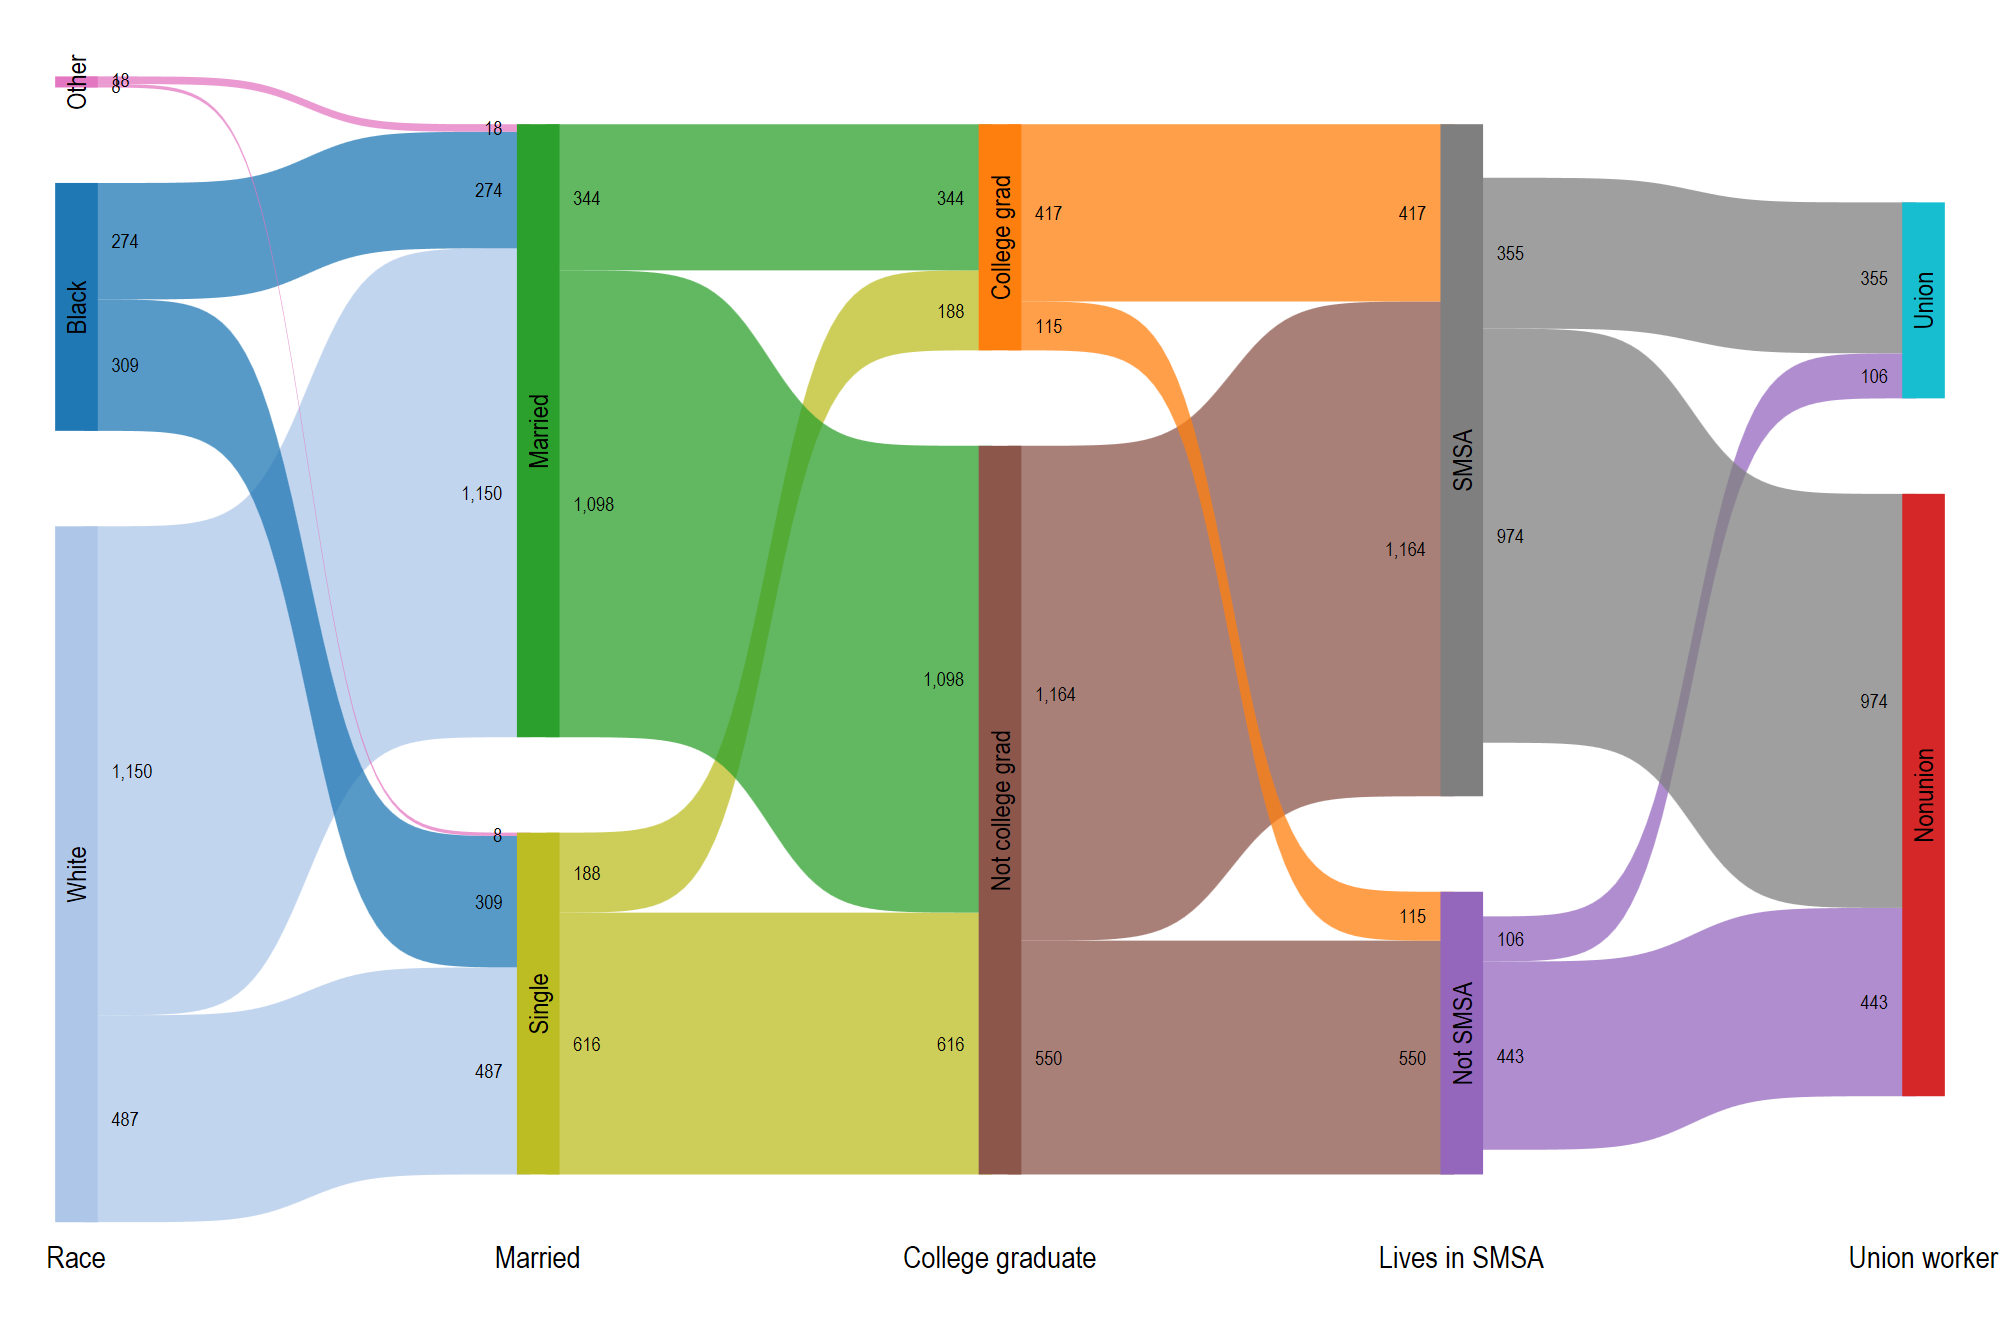 Other
18
8
Black
274
309
White
1,150
487
18
274
1,150
Married
344
1,098
8
309
487
Single
188
616
344
188
College grad
417
115
1,098
616
Not college grad
1,164
550
417
1,164
SMSA
355
974
115
550
Not SMSA
106
443
355
106
Union
974
443
Nonunion
Race
Married
College graduate
Lives in SMSA
Union worker